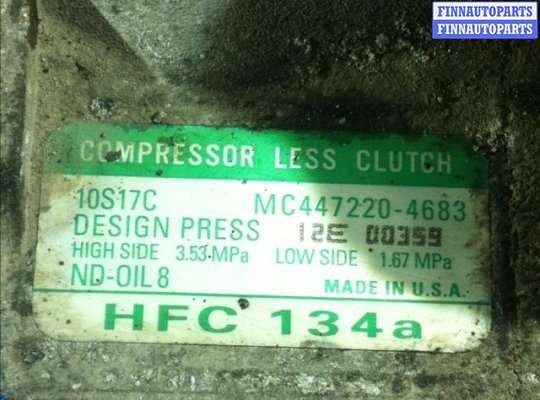 FINNAUTOPARTS
FINNAUTOPARTS
COMPRESSOR LESS CLUTCH
10S17C MC447220-4683
DESIGN PRESS 12E 00359
HIGH SIDE 3.53 MPa LOW SIDE 1.67 MPa
ND-OIL 8 MADE IN U.S.A.
HFC 134a